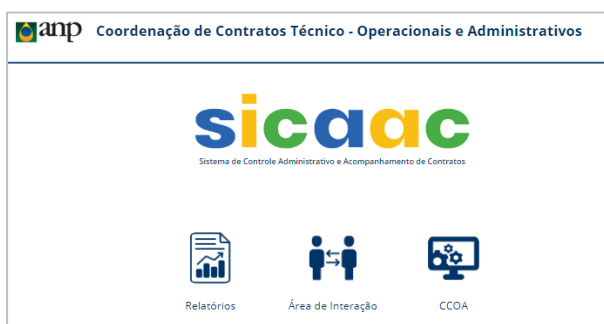 anp Coordenação de Contratos Técnico - Operacionais e Administrativos
sicaac
Sistema de Controle Administrativo e Acompanhamento de Contratos
Relatórios Área de Interação CCOA